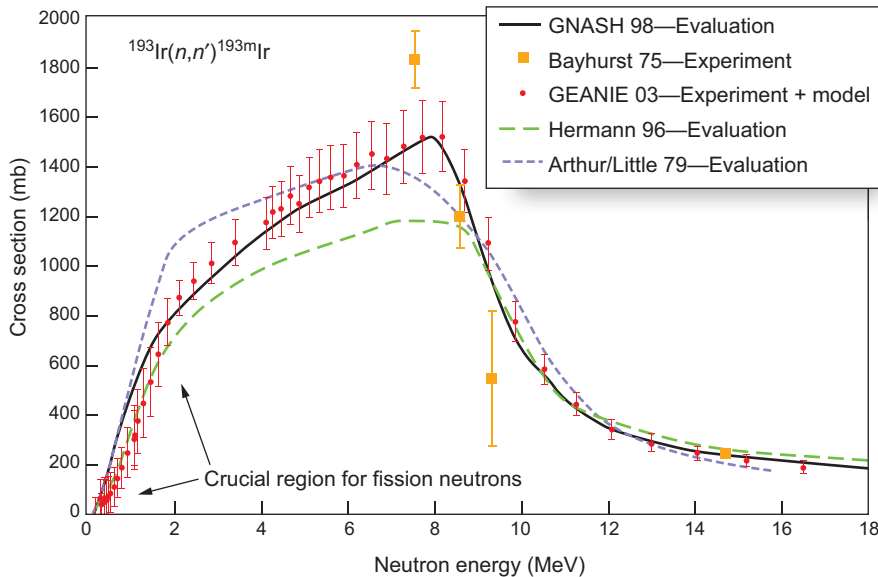 2000
1800
1600
1400
1200
1000
800
600
400
200
0
0
2
4
6
8
10
12
14
16
18
Cross section (mb)
Neutron energy (MeV)
¹⁹³Ir(n,n′)¹⁹³ᵐIr
GNASH 98—Evaluation
Bayhurst 75—Experiment
GEANIE 03—Experiment + model
Hermann 96—Evaluation
Arthur/Little 79—Evaluation
Crucial region for fission neutrons